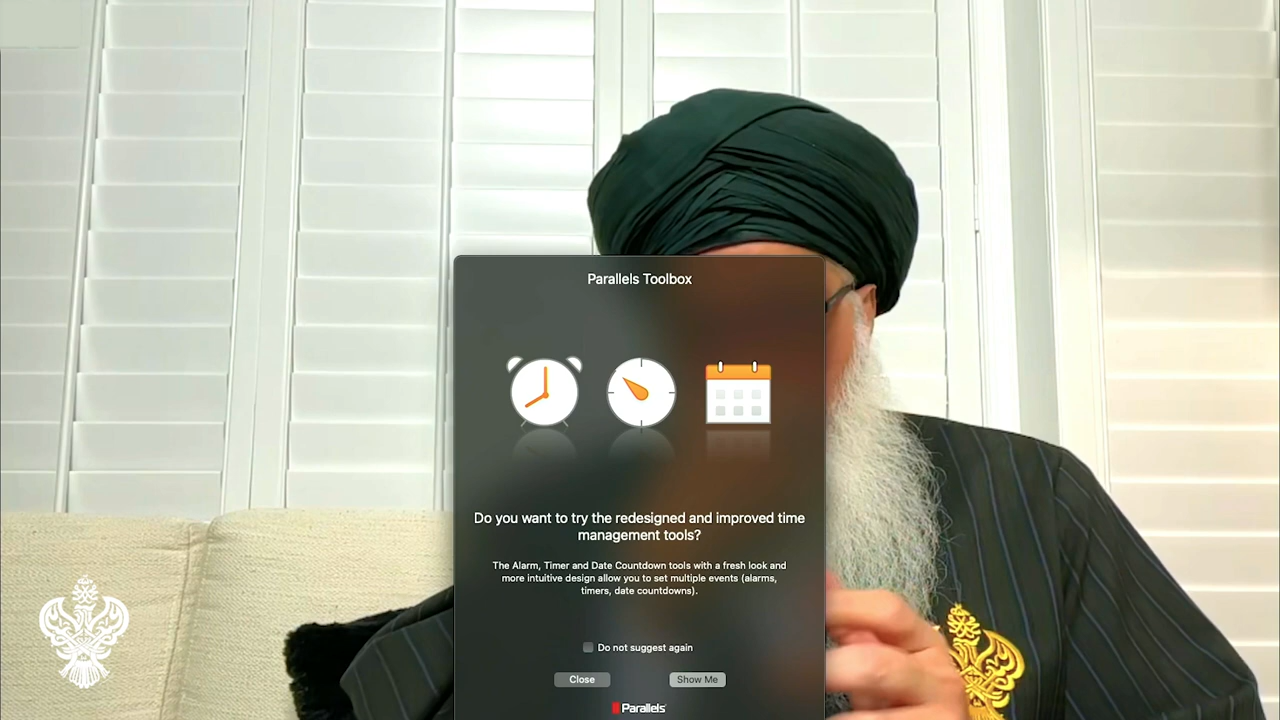 Parallels Toolbox
Do you want to try the redesigned and improved time
management tools?
The Alarm, Timer and Date Countdown tools with a fresh look and
more intuitive design allow you to set multiple events (alarms,
timers, date countdowns).
Do not suggest again
Close
Show Me
Parallels